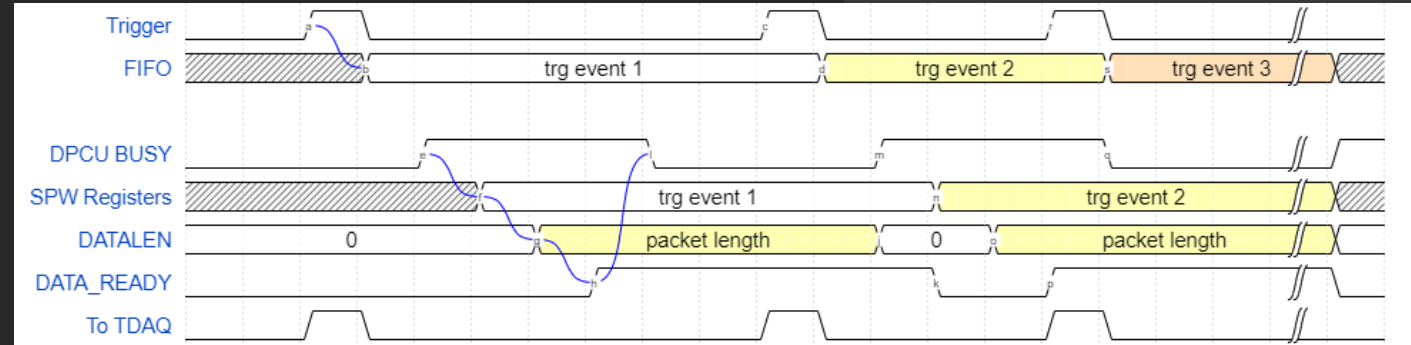 Trigger a c r
FIFO b trg event 1 d trg event 2 s trg event 3
DPCU BUSY e l m q
SPW Registers f trg event 1 n trg event 2
DATALEN 0 g packet length j 0 o packet length
DATA_READY h k p
To TDAQ